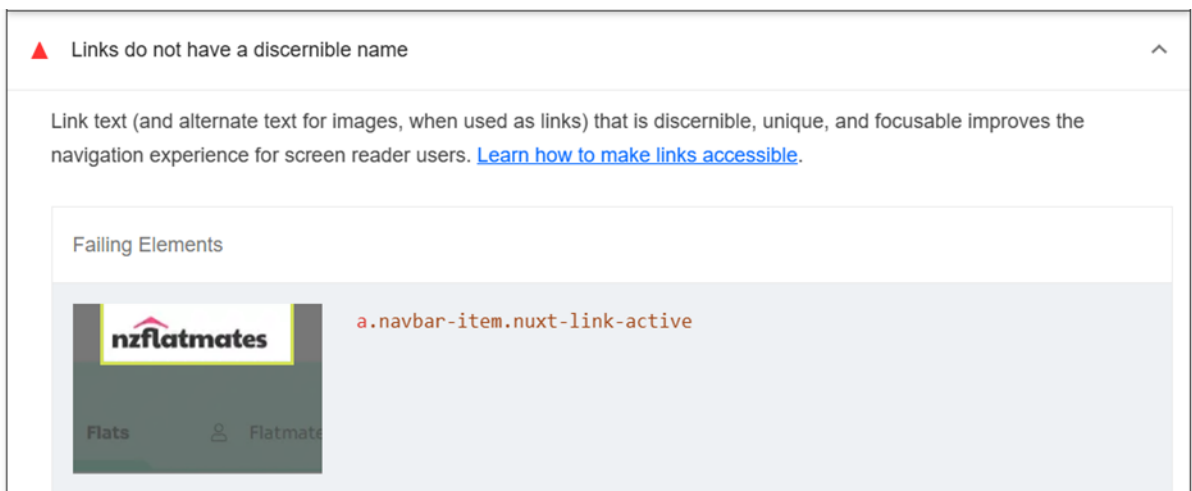 Links do not have a discernible name
Link text (and alternate text for images, when used as links) that is discernible, unique, and focusable improves the
navigation experience for screen reader users. Learn how to make links accessible.
Failing Elements
nzflatmates
a.navbar-item.nuxt-link-active
Flats Flatmate